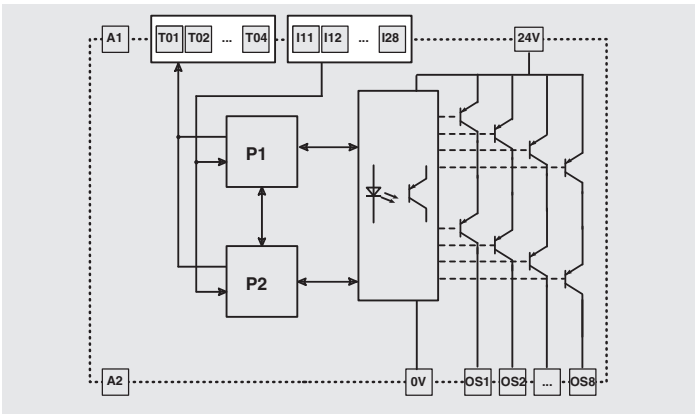 A1 T01 T02 ... T04 I11 I12 ... I28 24V
P1
P2
A2 0V OS1 OS2 ... OS8